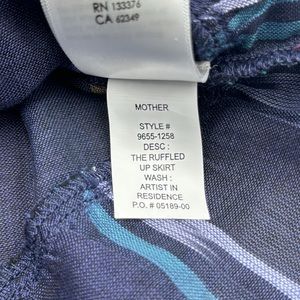 RN 133376
CA 62349
MOTHER
STYLE #
9655-1258
DESC :
THE RUFFLED
UP SKIRT
WASH :
ARTIST IN
RESIDENCE
P.O. # 05189-00